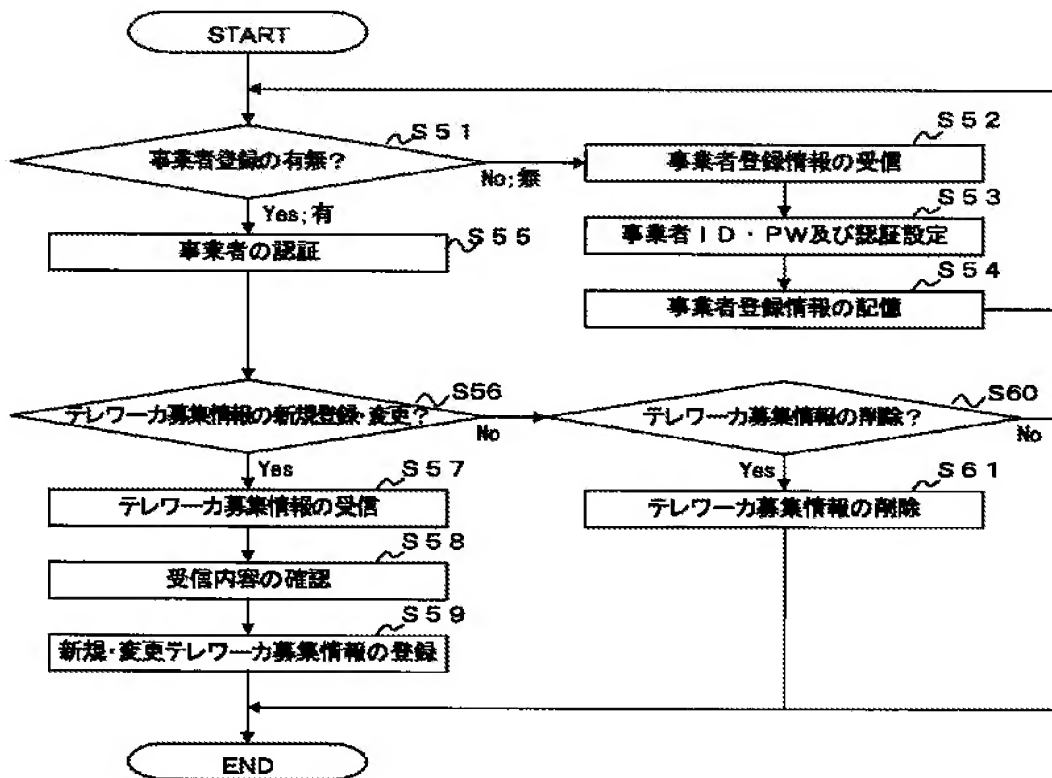 START
S51
事業者登録の有無?
No;無
Yes;有
S52
事業者登録情報の受信
S53
事業者ID・PW及び認証設定
S54
事業者登録情報の記憶
S55
事業者の認証
S56
テレワーカ募集情報の新規登録・変更?
No
Yes
S57
テレワーカ募集情報の受信
S58
受信内容の確認
S59
新規・変更テレワーカ募集情報の登録
S60
テレワーカ募集情報の削除?
No
Yes
S61
テレワーカ募集情報の削除
END